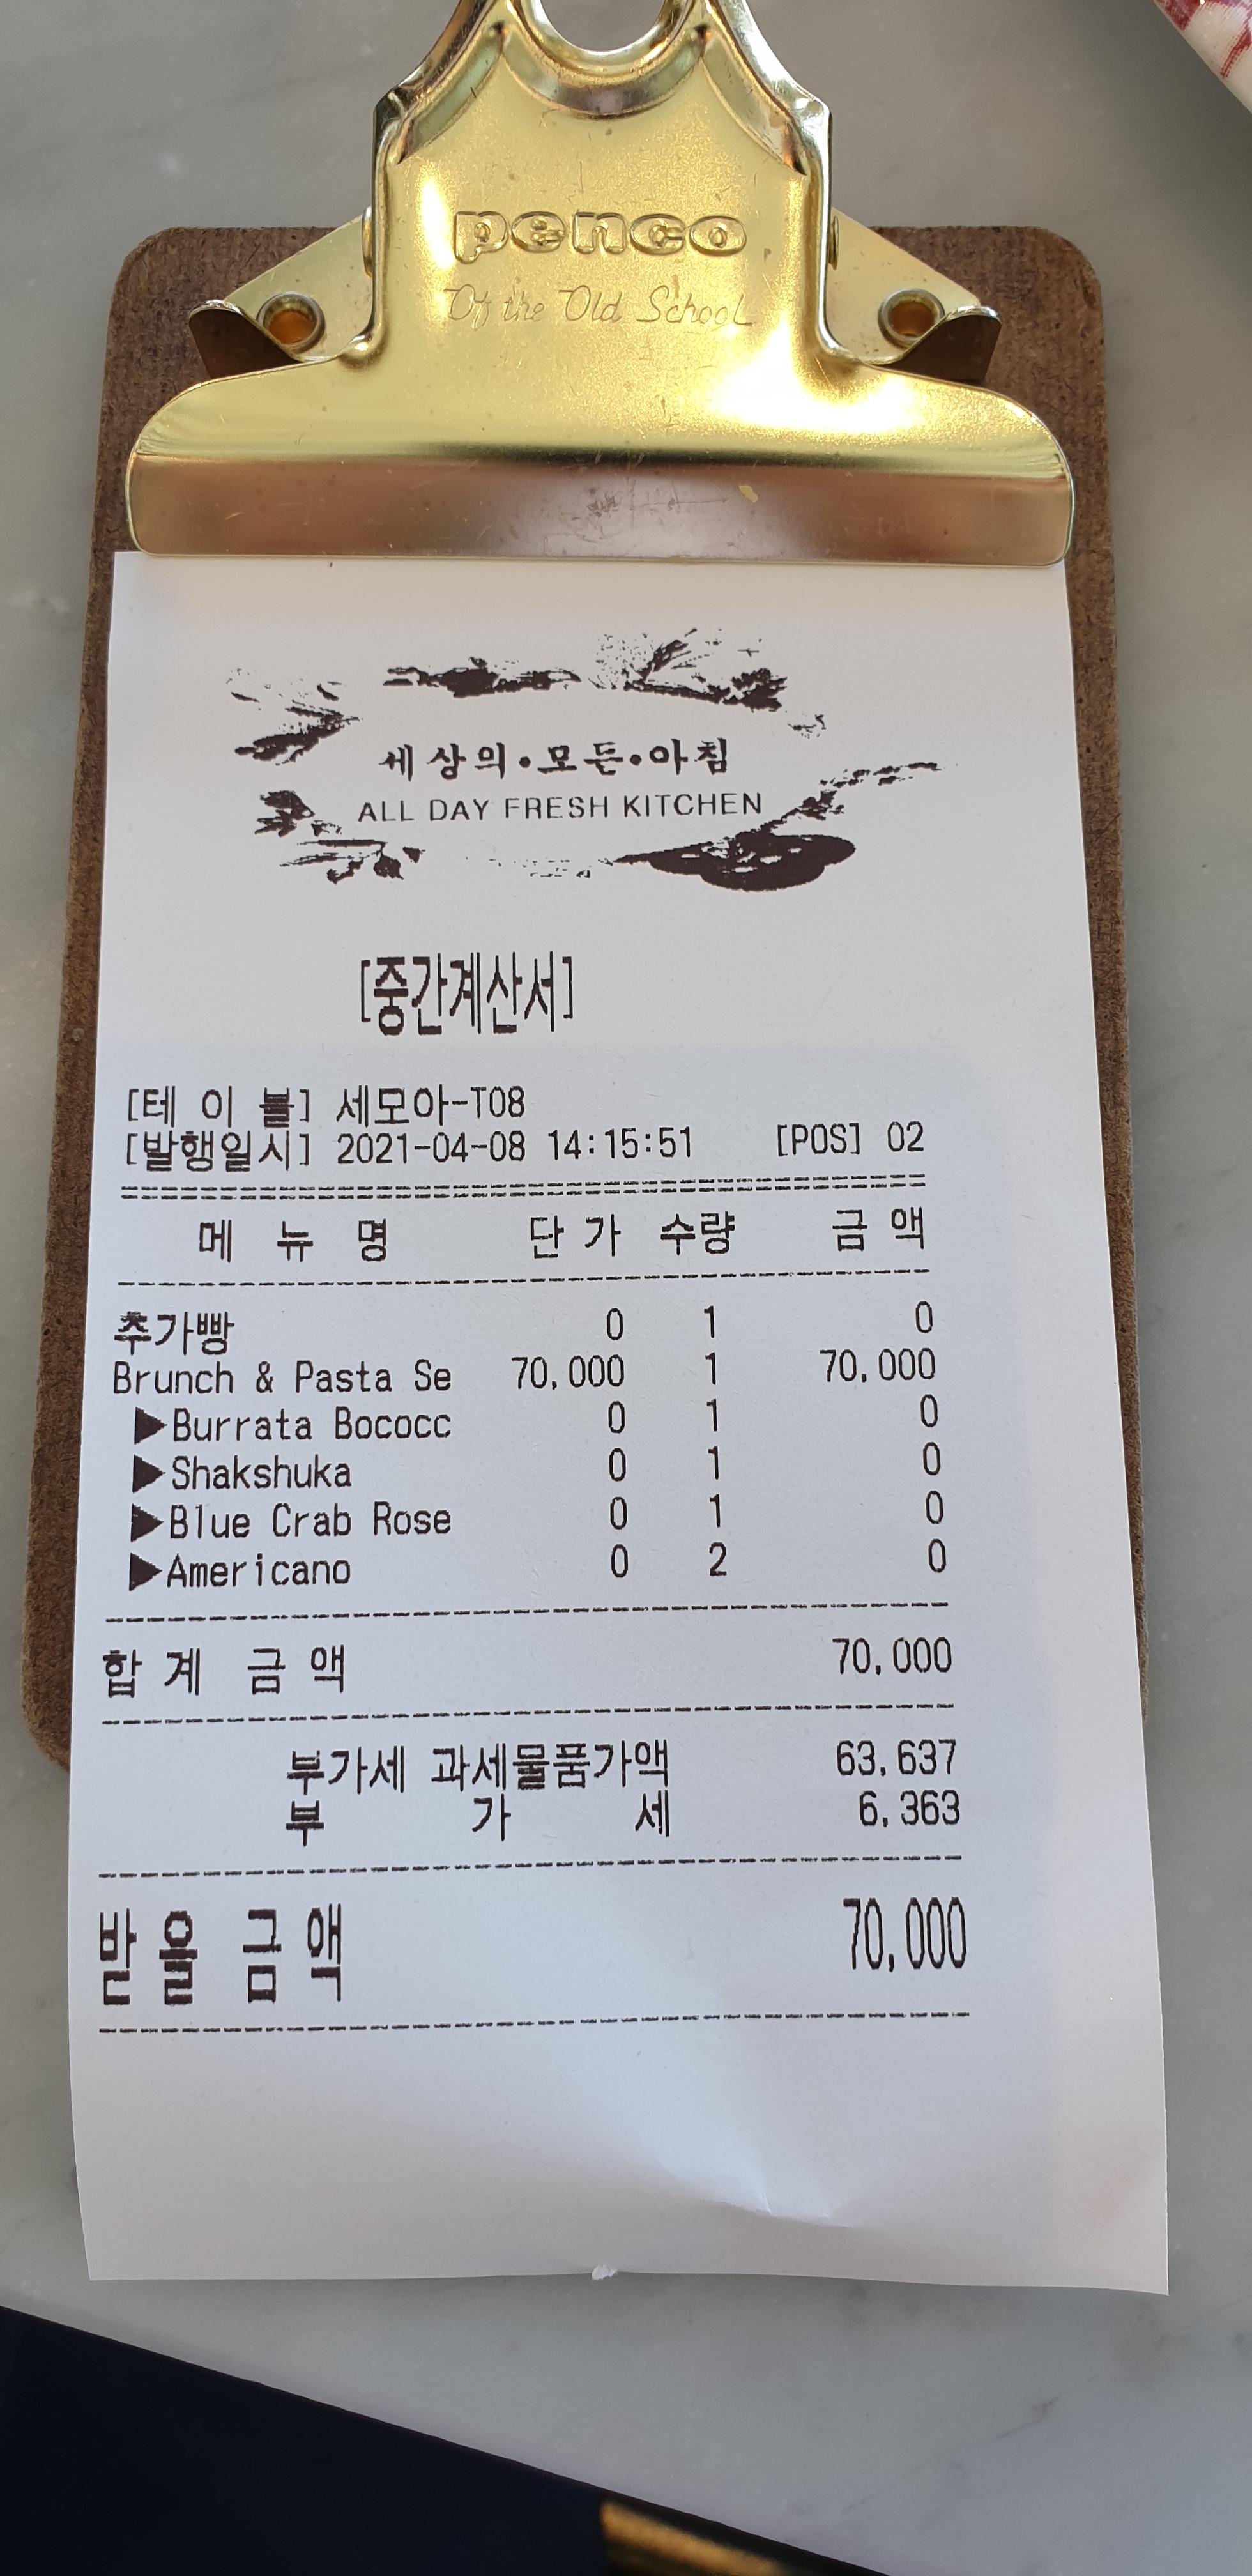 penco
Of the Old School
세상의•모든•아침
ALL DAY FRESH KITCHEN
[중간계산서]
[테 이 블] 세모아-T08
[발행일시] 2021-04-08 14:15:51 [POS] 02
메 뉴 명 단 가 수량 금 액
추가빵 0 1 0
Brunch & Pasta Se 70,000 1 70,000
▶Burrata Bococc 0 1 0
▶Shakshuka 0 1 0
▶Blue Crab Rose 0 1 0
▶Americano 0 2 0
합 계 금 액 70,000
부가세 과세물품가액 63,637
부 가 세 6,363
받 을 금 액 70,000